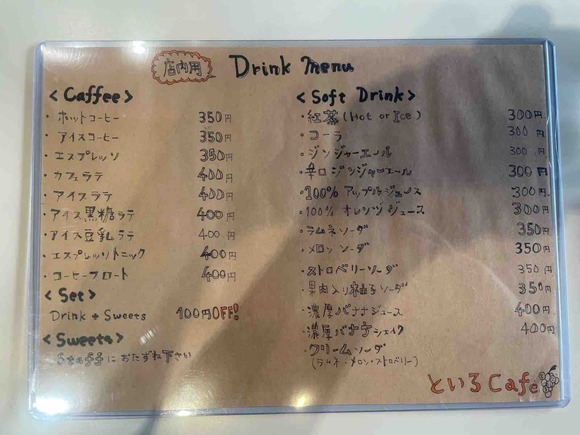 店内用
Drink menu
<Caffee>
・ホットコーヒー 350円
・アイスコーヒー 350円
・エスプレッソ 350円
・カフェラテ 400円
・アイスラテ 400円
・アイス黒糖ラテ 400円
・アイス豆乳ラテ 400円
・エスプレッソトニック 400円
・コーヒーフロート 400円
<Set>
Drink + Sweets 100円OFF!
<Sweets>
・Staffにおたずね下さい
<Soft Drink>
・紅茶(Hot or Ice) 300円
・コーラ 300円
・ジンジャーエール
・辛口ジンジャーエール 300円
・100%アップルジュース 300円
・100%オレンジジュース 300円
・ラムネソーダ 350円
・メロンソーダ 350円
・ストロベリーソーダ 350円
・果肉入り ソーダ 350円
・濃厚バナナジュース 400円
・濃厚バナナシェイク 400円
・クリームソーダ
(ラムネ・メロン・ストロベリー)
といろCafe